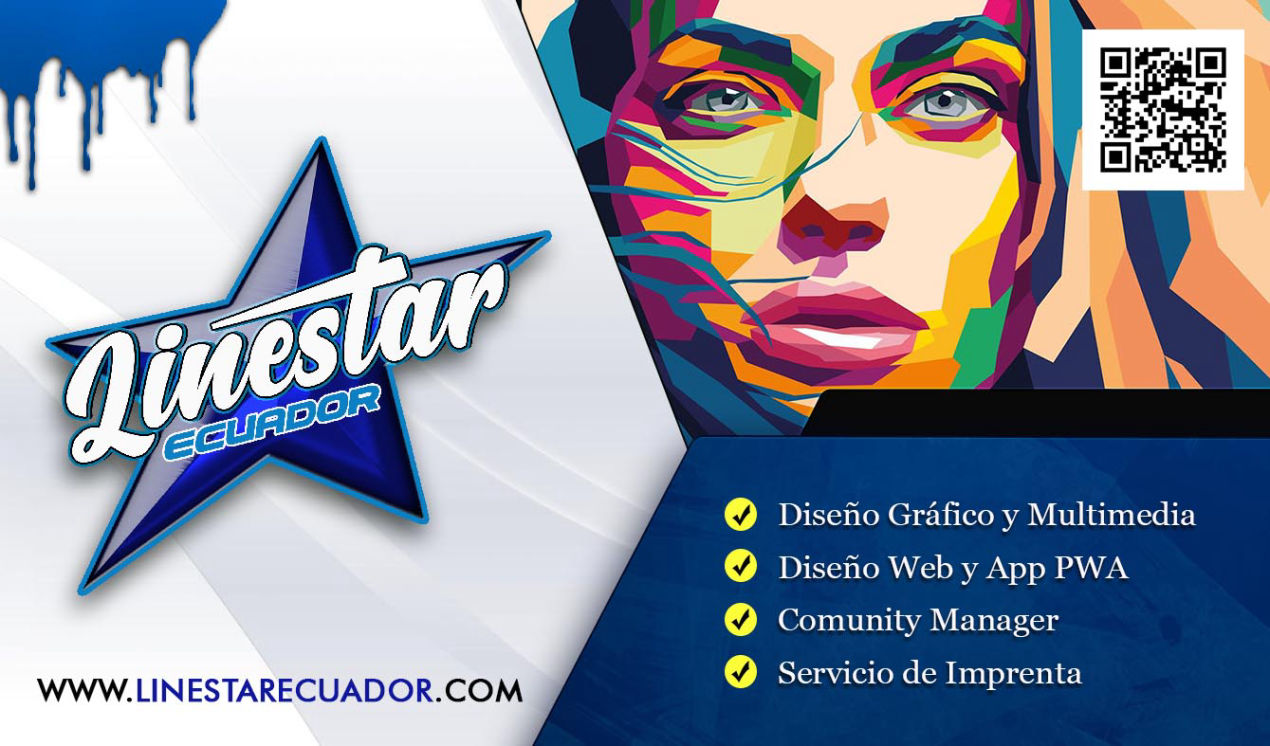 Linestar
ECUADOR
WWW.LINESTARECUADOR.COM
Diseño Gráfico y Multimedia
Diseño Web y App PWA
Comunity Manager
Servicio de Imprenta